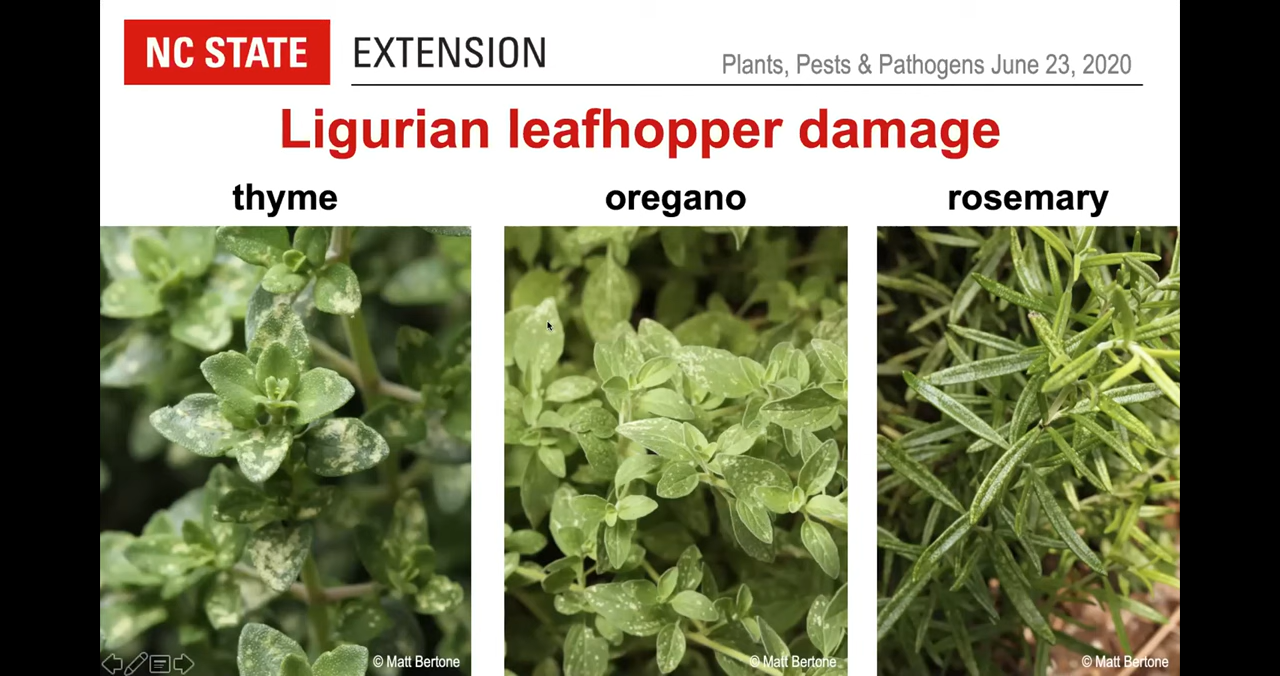 NC STATE EXTENSION
Plants, Pests & Pathogens June 23, 2020
Ligurian leafhopper damage
thyme
oregano
rosemary
© Matt Bertone
© Matt Bertone
© Matt Bertone